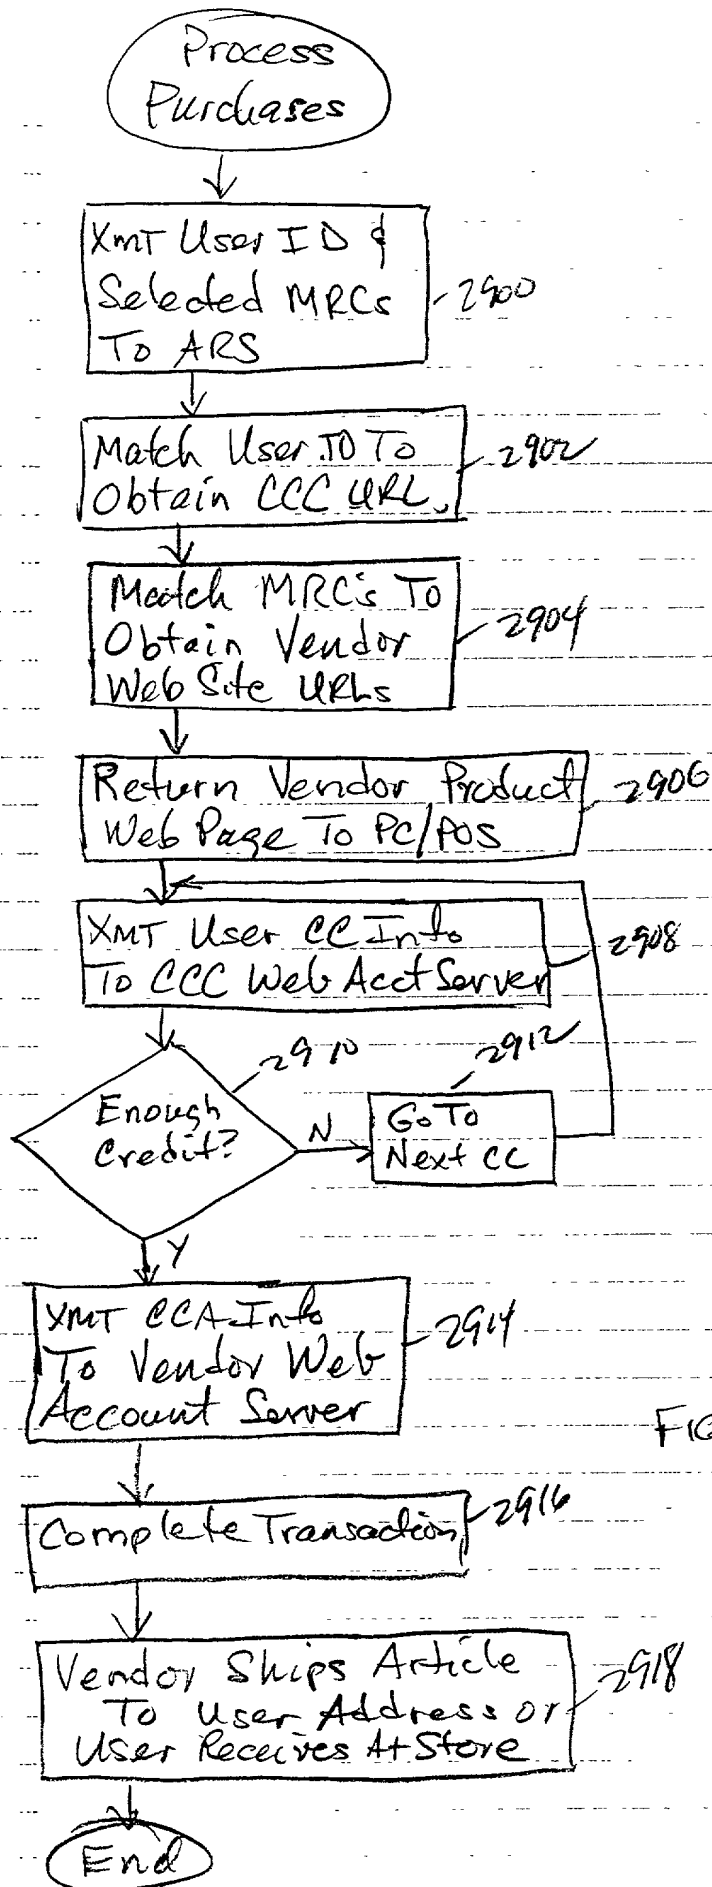 Process
Purchases
XMT User ID &
Selected MRCs
To ARS
2900
Match User ID To
Obtain CCC URL
2902
Match MRC's To
Obtain Vendor
Web Site URLs
2904
Return Vendor Product
Web Page To PC/POS
2906
XMT User CC Info
To CCC Web Acct Server
2908
Enough
Credit?
2910
N
Go To
Next CC
2912
Y
XMT CCA Info
To Vendor Web
Account Server
2914
FIG
Complete Transaction
2916
Vendor Ships Article
To User Address or
User Receives At Store
2918
End